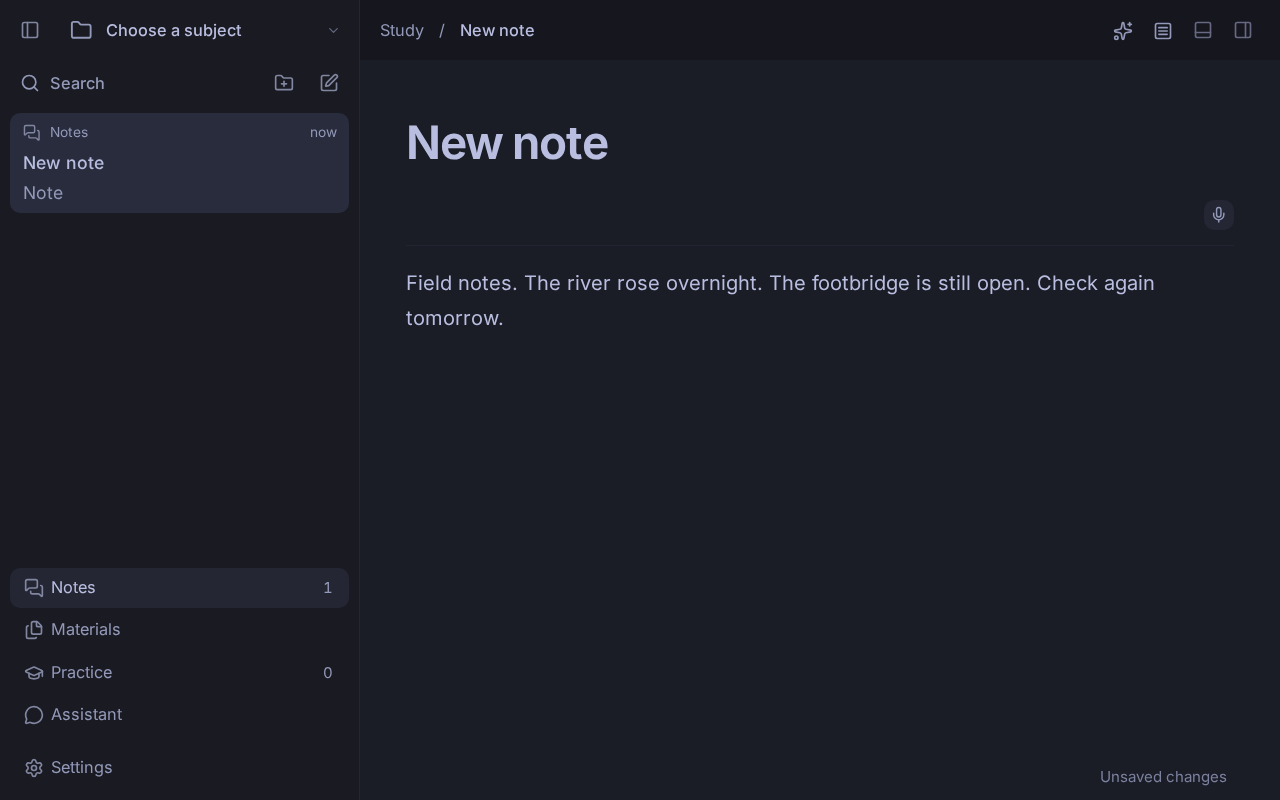 Choose a subject
Search
Notes now
New note
Note
Notes 1
Materials
Practice 0
Assistant
Settings
Study / New note
New note
Field notes. The river rose overnight. The footbridge is still open. Check again
tomorrow.
Unsaved changes